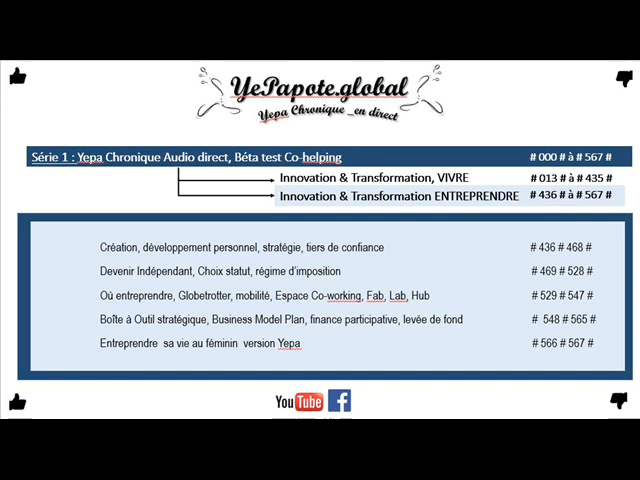 YePapote.global
Yepa Chronique _en direct
Série 1 : Yepa Chronique Audio direct, Béta test Co-helping # 000 # à # 567 #
Innovation & Transformation, VIVRE # 013 # à # 435 #
Innovation & Transformation ENTREPRENDRE # 436 # à # 567 #
Création, développement personnel, stratégie, tiers de confiance # 436 # 468 #
Devenir Indépendant, Choix statut, régime d'imposition # 469 # 528 #
Où entreprendre, Globetrotter, mobilité, Espace Co-working, Fab, Lab, Hub # 529 # 547 #
Boîte à Outil stratégique, Business Model Plan, finance participative, levée de fond # 548 # 565 #
Entreprendre sa vie au féminin version Yepa # 566 # 567 #
YouTube f